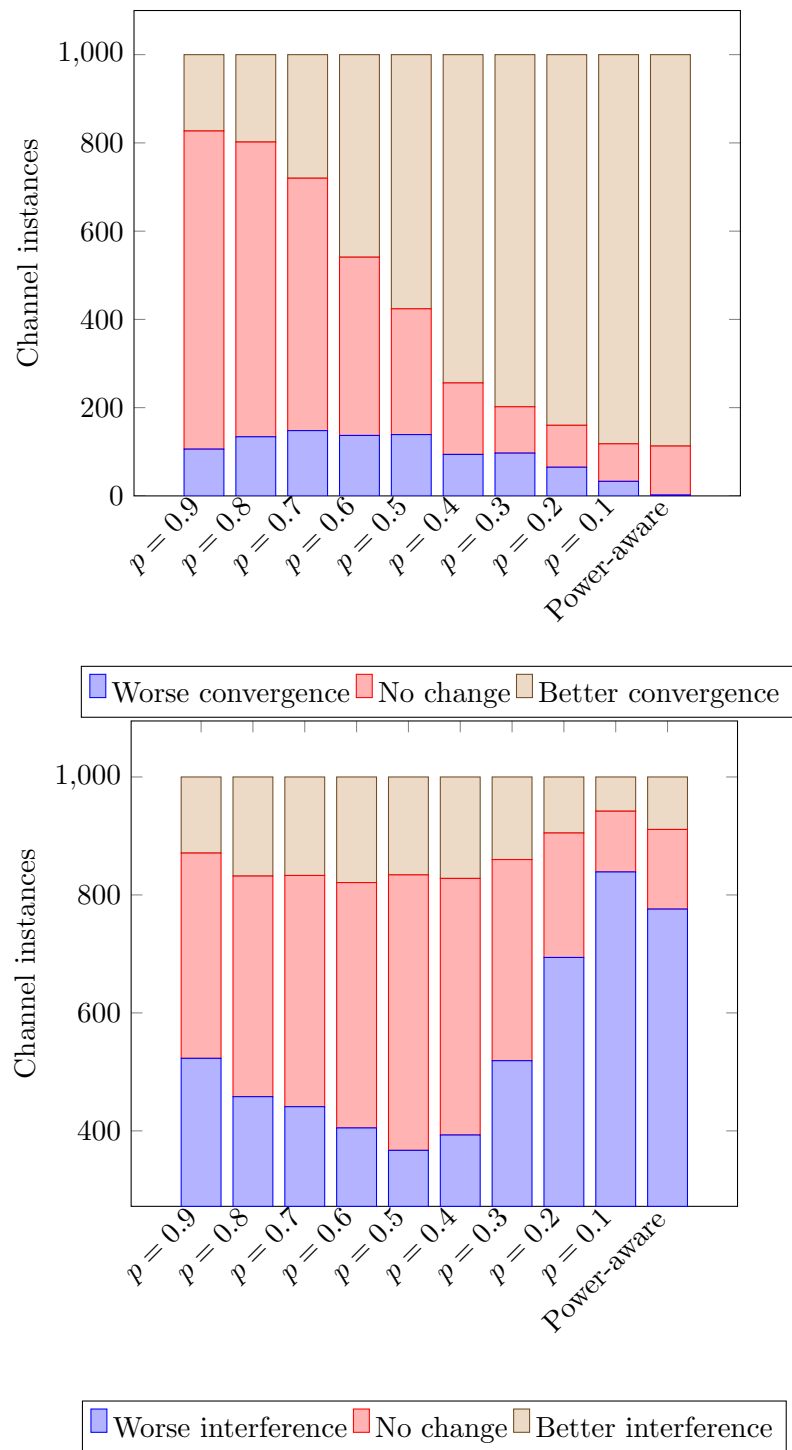 1,000
800
600
400
200
0
Channel instances
p = 0.9
p = 0.8
p = 0.7
p = 0.6
p = 0.5
p = 0.4
p = 0.3
p = 0.2
p = 0.1
Power-aware
Worse convergence No change Better convergence
1,000
800
600
400
Channel instances
p = 0.9
p = 0.8
p = 0.7
p = 0.6
p = 0.5
p = 0.4
p = 0.3
p = 0.2
p = 0.1
Power-aware
Worse interference No change Better interference